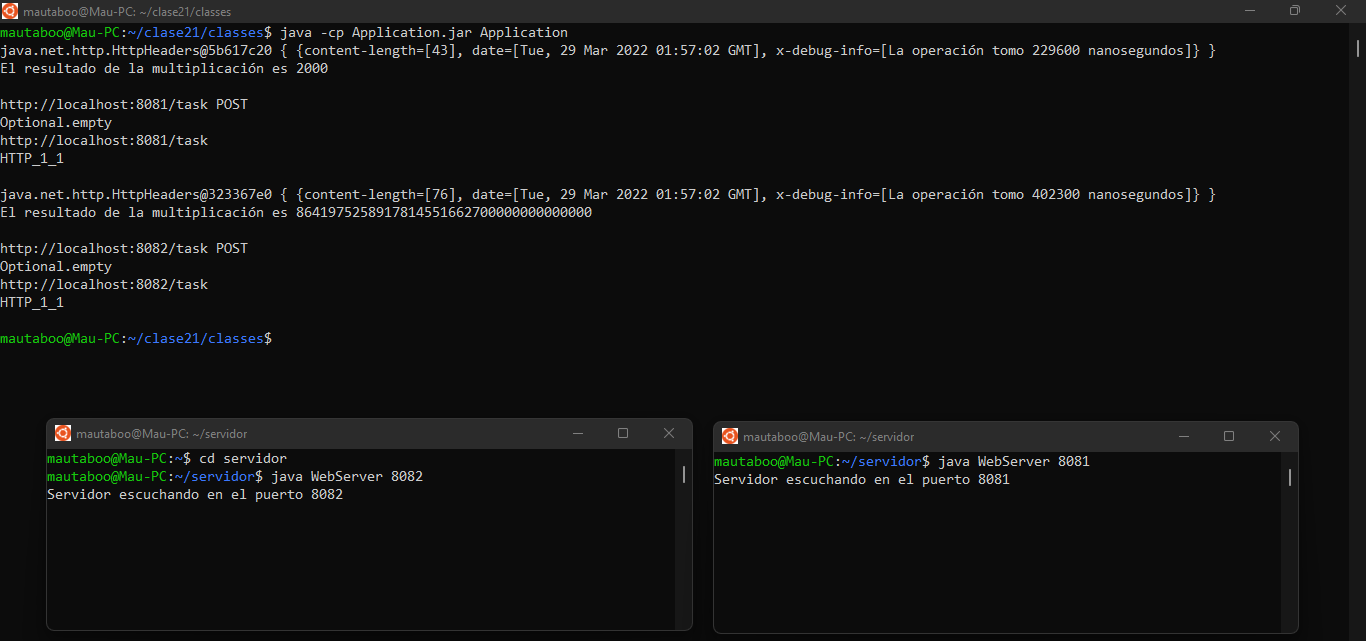 mautaboo@Mau-PC: ~/clase21/classes
mautaboo@Mau-PC:~/clase21/classes$ java -cp Application.jar Application
java.net.http.HttpHeaders@5b617c20 { {content-length=[43], date=[Tue, 29 Mar 2022 01:57:02 GMT], x-debug-info=[La operación tomo 229600 nanosegundos]} }
El resultado de la multiplicación es 2000
http://localhost:8081/task POST
Optional.empty
http://localhost:8081/task
HTTP_1_1
java.net.http.HttpHeaders@323367e0 { {content-length=[76], date=[Tue, 29 Mar 2022 01:57:02 GMT], x-debug-info=[La operación tomo 402300 nanosegundos]} }
El resultado de la multiplicación es 8641975258917814551662700000000000000
http://localhost:8082/task POST
Optional.empty
http://localhost:8082/task
HTTP_1_1
mautaboo@Mau-PC:~/clase21/classes$
mautaboo@Mau-PC: ~/servidor
mautaboo@Mau-PC:~$ cd servidor
mautaboo@Mau-PC:~/servidor$ java WebServer 8082
Servidor escuchando en el puerto 8082
mautaboo@Mau-PC: ~/servidor
mautaboo@Mau-PC:~/servidor$ java WebServer 8081
Servidor escuchando en el puerto 8081